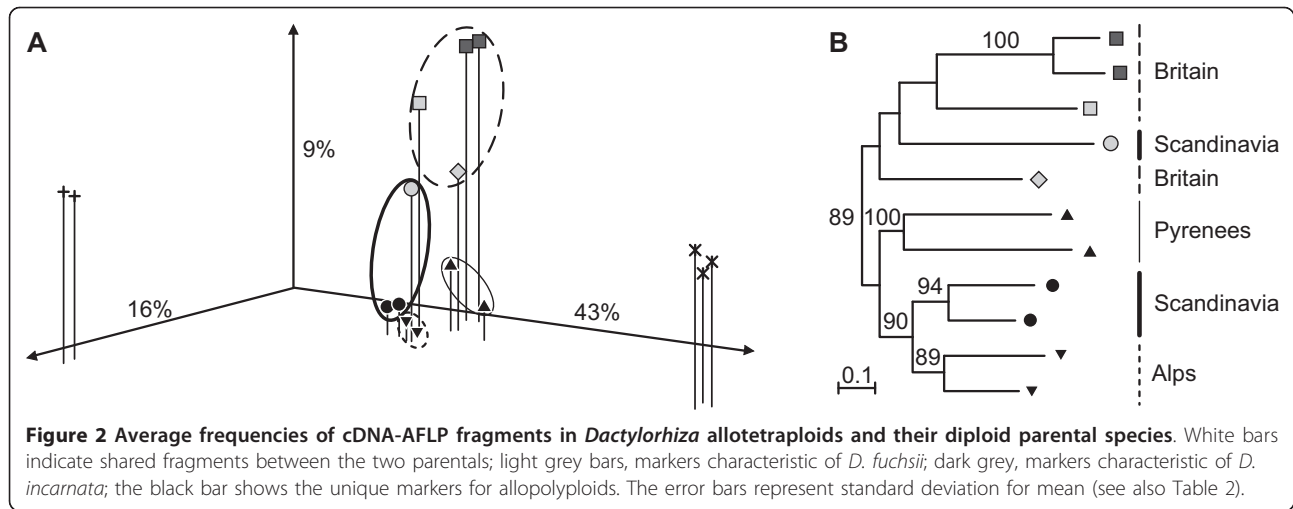 A
9%
16%
43%
B
100
Britain
Scandinavia
Britain
89
100
Pyrenees
94
Scandinavia
90
89
Alps
0.1
Figure 2 Average frequencies of cDNA-AFLP fragments in Dactylorhiza allotetraploids and their diploid parental species. White bars
indicate shared fragments between the two parentals; light grey bars, markers characteristic of D. fuchsii; dark grey, markers characteristic of D.
incarnata; the black bar shows the unique markers for allopolyploids. The error bars represent standard deviation for mean (see also Table 2).